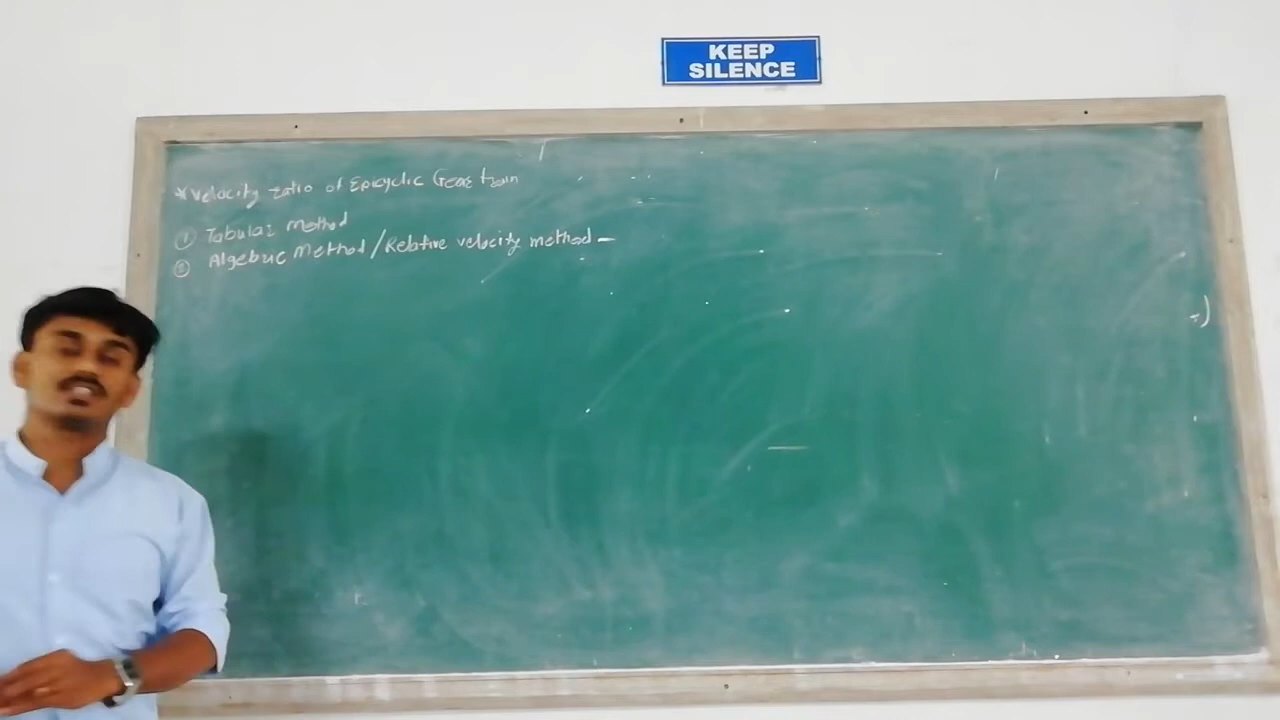 KEEP
SILENCE
* Velocity ratio of Epicyclic Gear train
① Tabular Method
② Algebric Method / Relative velocity method -